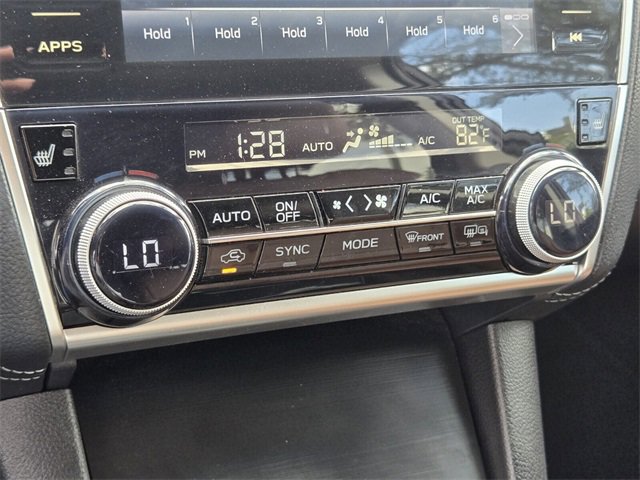 APPS Hold 1 Hold 2 Hold 3 Hold 4 Hold 5 Hold 6
PM 1:28 AUTO A/C OUT TEMP 82°F
AUTO ON/OFF A/C MAX A/C
LO SYNC MODE FRONT LO